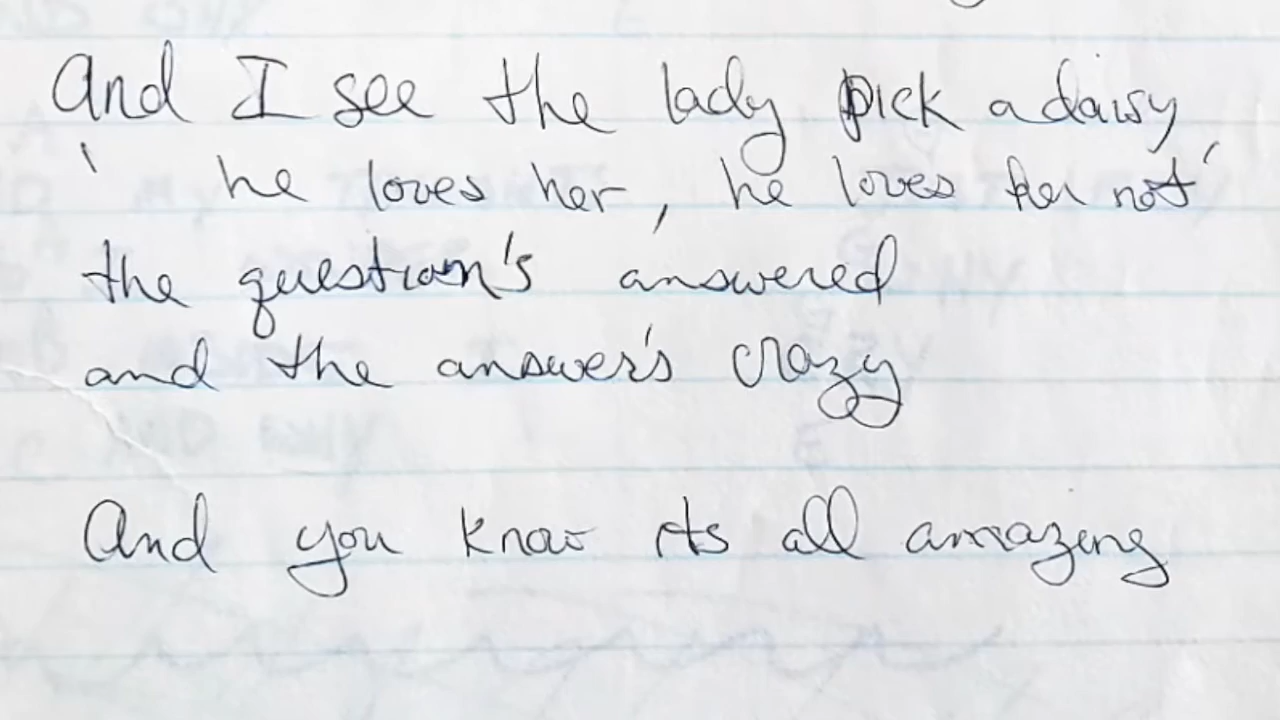 And I see the lady pick a daisy
' he loves her, he loves her not'
the question's answered
and the answer's crazy
And you know its all amazing